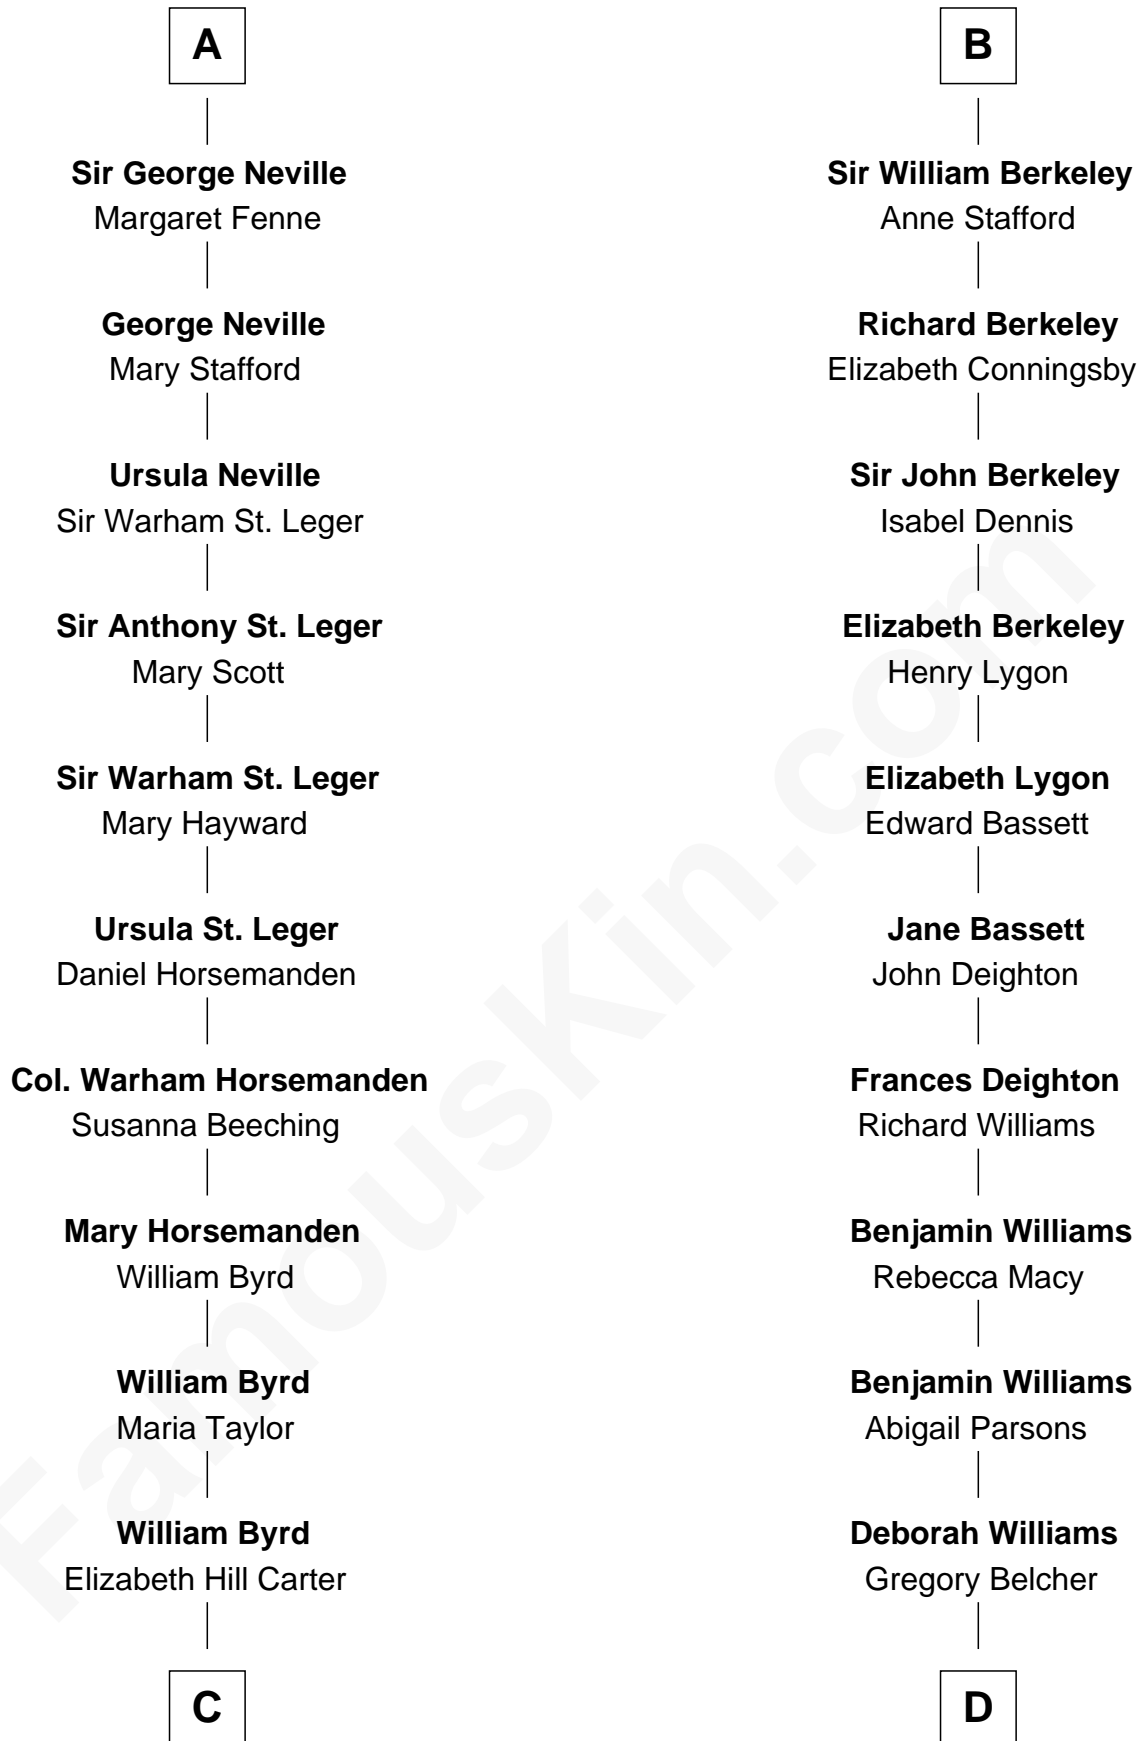 A
Sir George Neville
Margaret Fenne
George Neville
Mary Stafford
Ursula Neville
Sir Warham St. Leger
Sir Anthony St. Leger
Mary Scott
Sir Warham St. Leger
Mary Hayward
Ursula St. Leger
Daniel Horsemanden
Col. Warham Horsemanden
Susanna Beeching
Mary Horsemanden
William Byrd
William Byrd
Maria Taylor
William Byrd
Elizabeth Hill Carter
C
B
Sir William Berkeley
Anne Stafford
Richard Berkeley
Elizabeth Conningsby
Sir John Berkeley
Isabel Dennis
Elizabeth Berkeley
Henry Lygon
Elizabeth Lygon
Edward Bassett
Jane Bassett
John Deighton
Frances Deighton
Richard Williams
Benjamin Williams
Rebecca Macy
Benjamin Williams
Abigail Parsons
Deborah Williams
Gregory Belcher
D
FamousKin.com